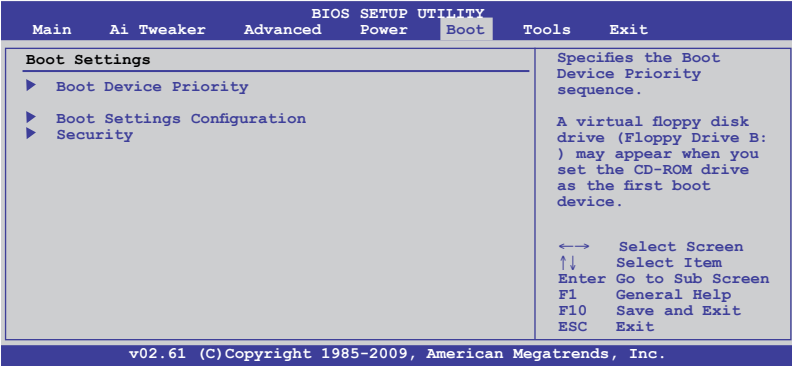 BIOS SETUP UTILITY
Main Ai Tweaker Advanced Power Boot Tools Exit
Boot Settings
Boot Device Priority
Boot Settings Configuration
Security
Specifies the Boot
Device Priority
sequence.
A virtual floppy disk
drive (Floppy Drive B:
) may appear when you
set the CD-ROM drive
as the first boot
device.
←→ Select Screen
↑↓ Select Item
Enter Go to Sub Screen
F1 General Help
F10 Save and Exit
ESC Exit
v02.61 (C)Copyright 1985-2009, American Megatrends, Inc.